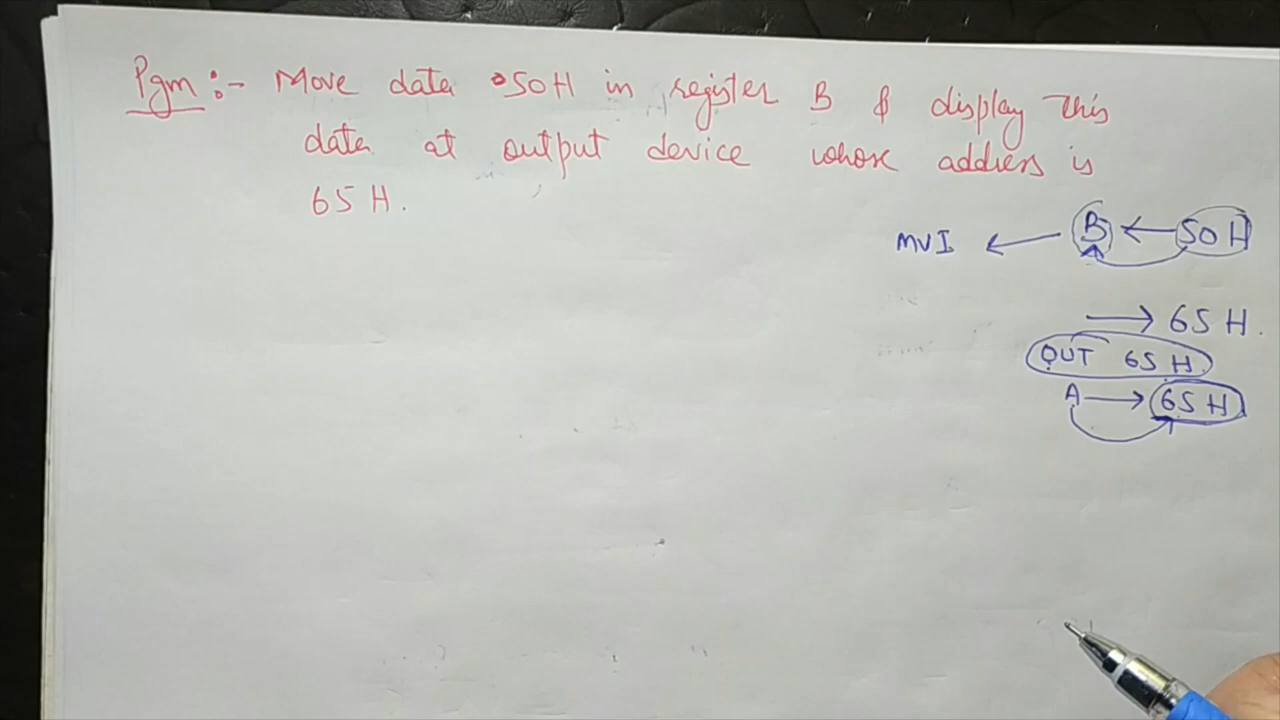 Pgm :- Move data 50H in register B & display this
data at output device whose address is
65 H.
MVI ← B ← 50 H
→ 65 H.
OUT 65 H
A → 65 H